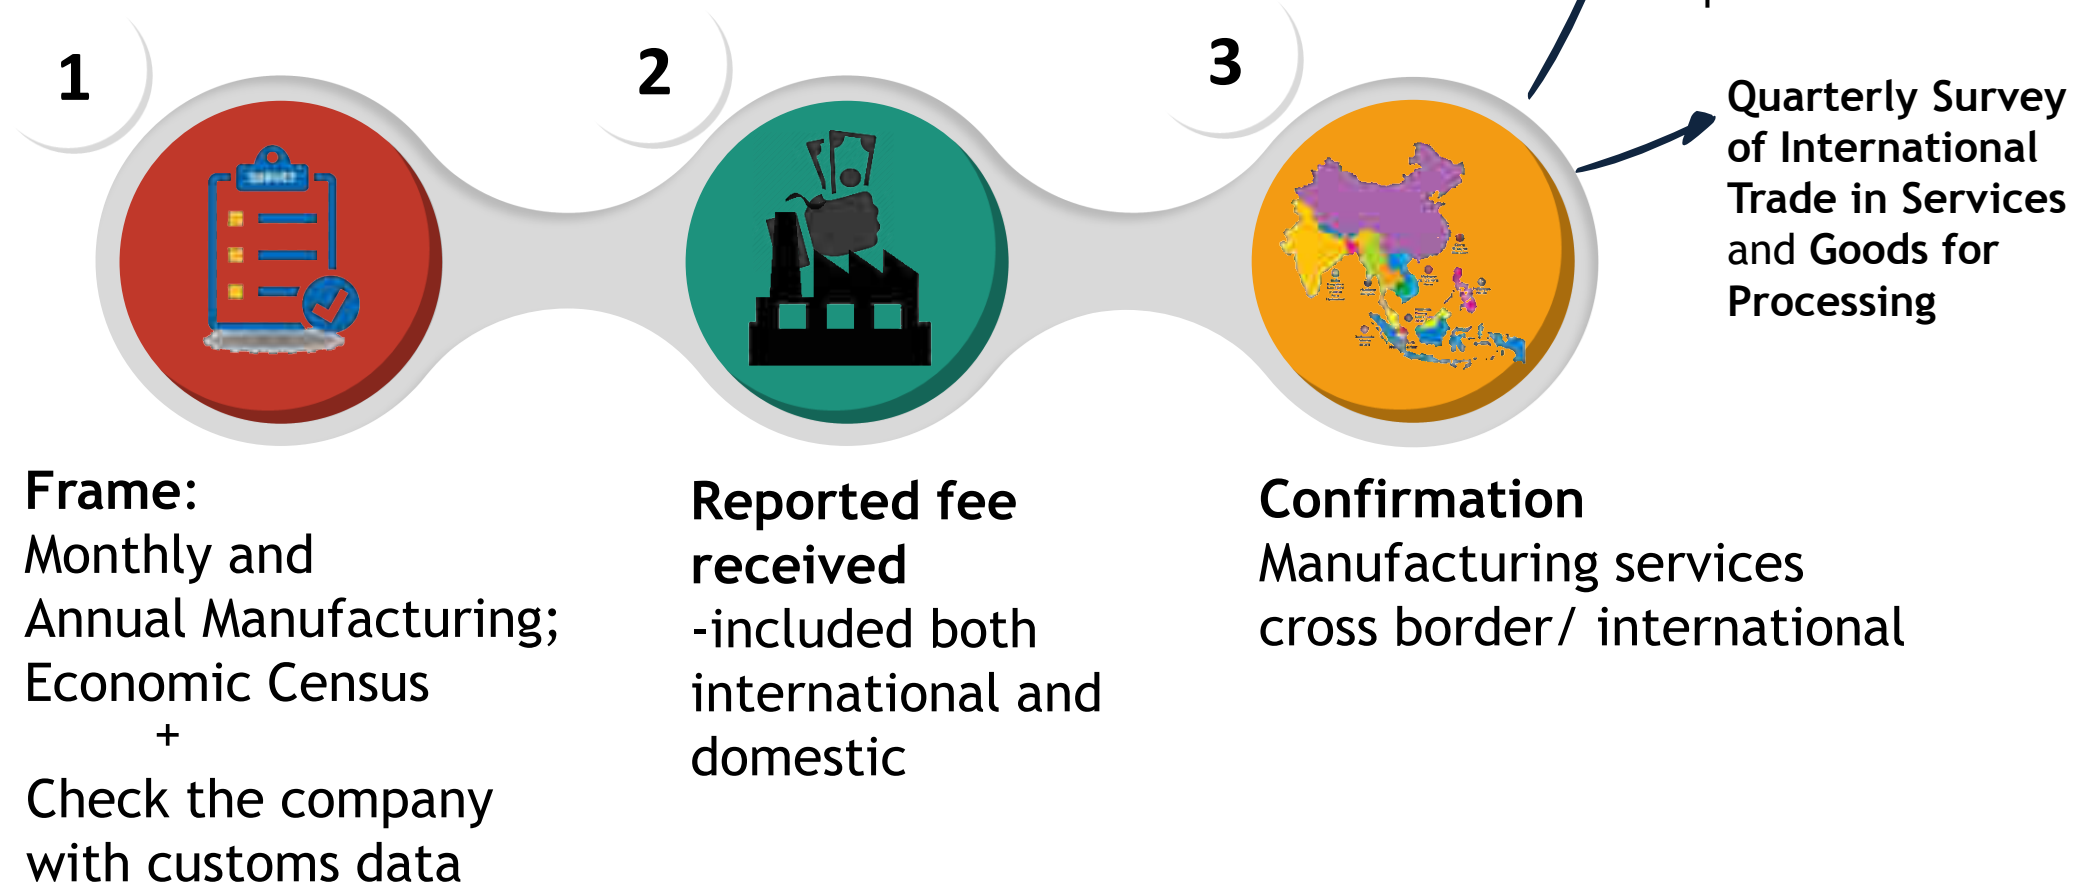 1
2
3
Quarterly Survey
of International
Trade in Services
and Goods for
Processing
Frame:
Monthly and
Annual Manufacturing;
Economic Census
+
Check the company
with customs data
Reported fee
received
-included both
international and
domestic
Confirmation
Manufacturing services
cross border/ international